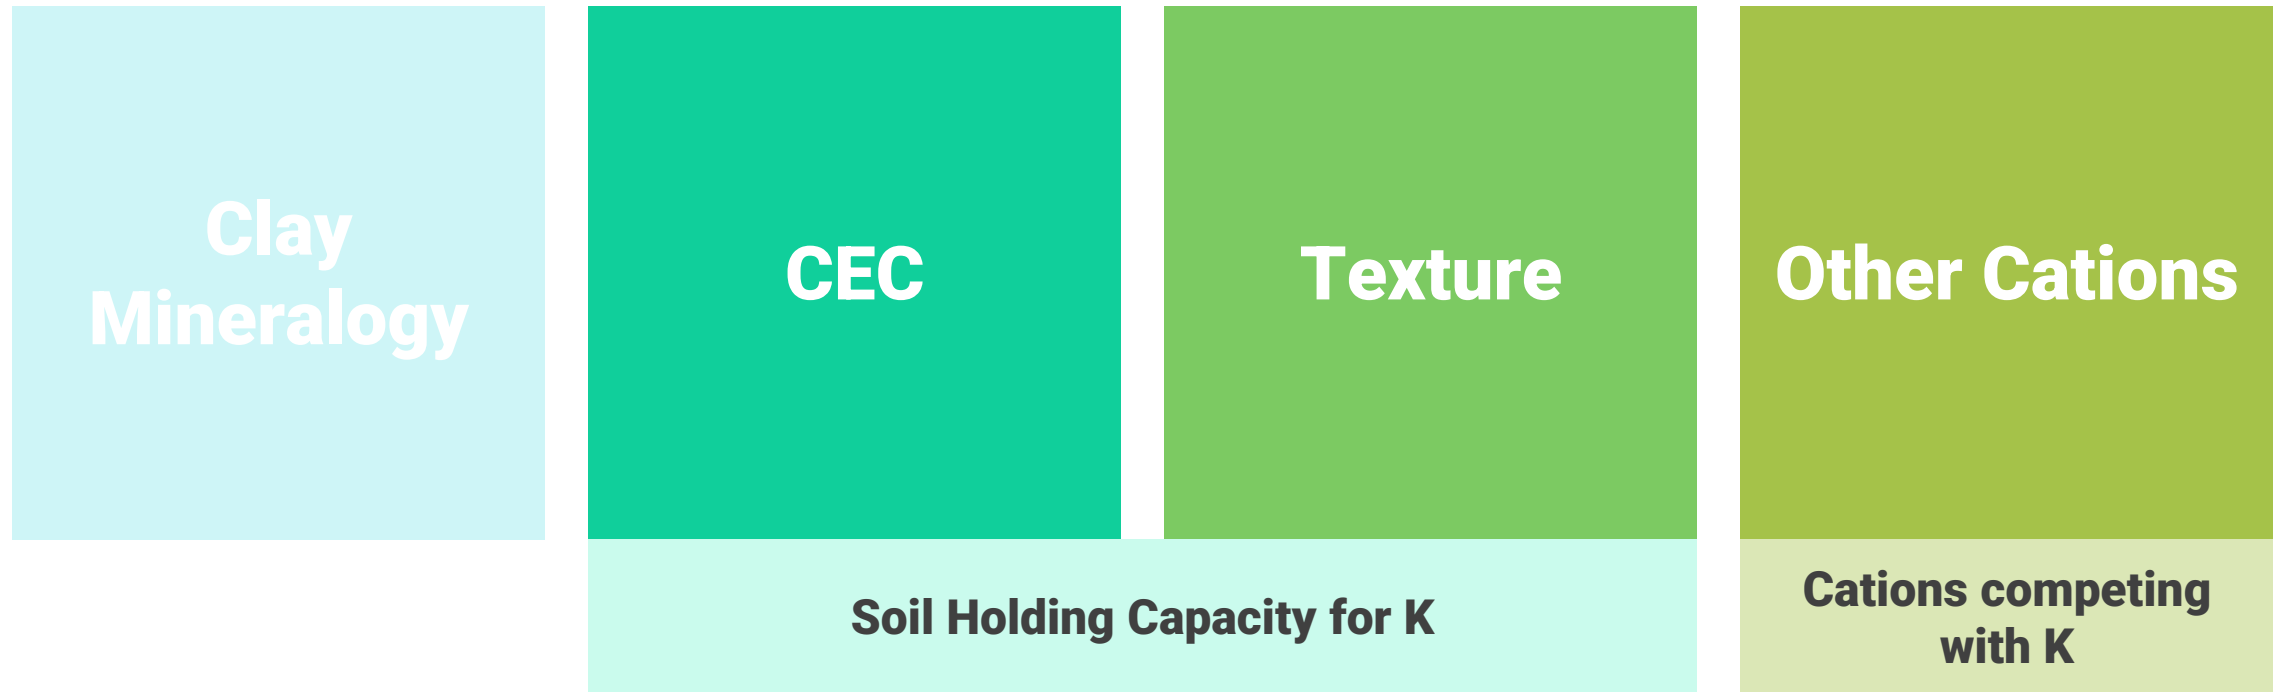 Clay
Mineralogy
CEC
Texture
Other Cations
Soil Holding Capacity for K
Cations competing
with K